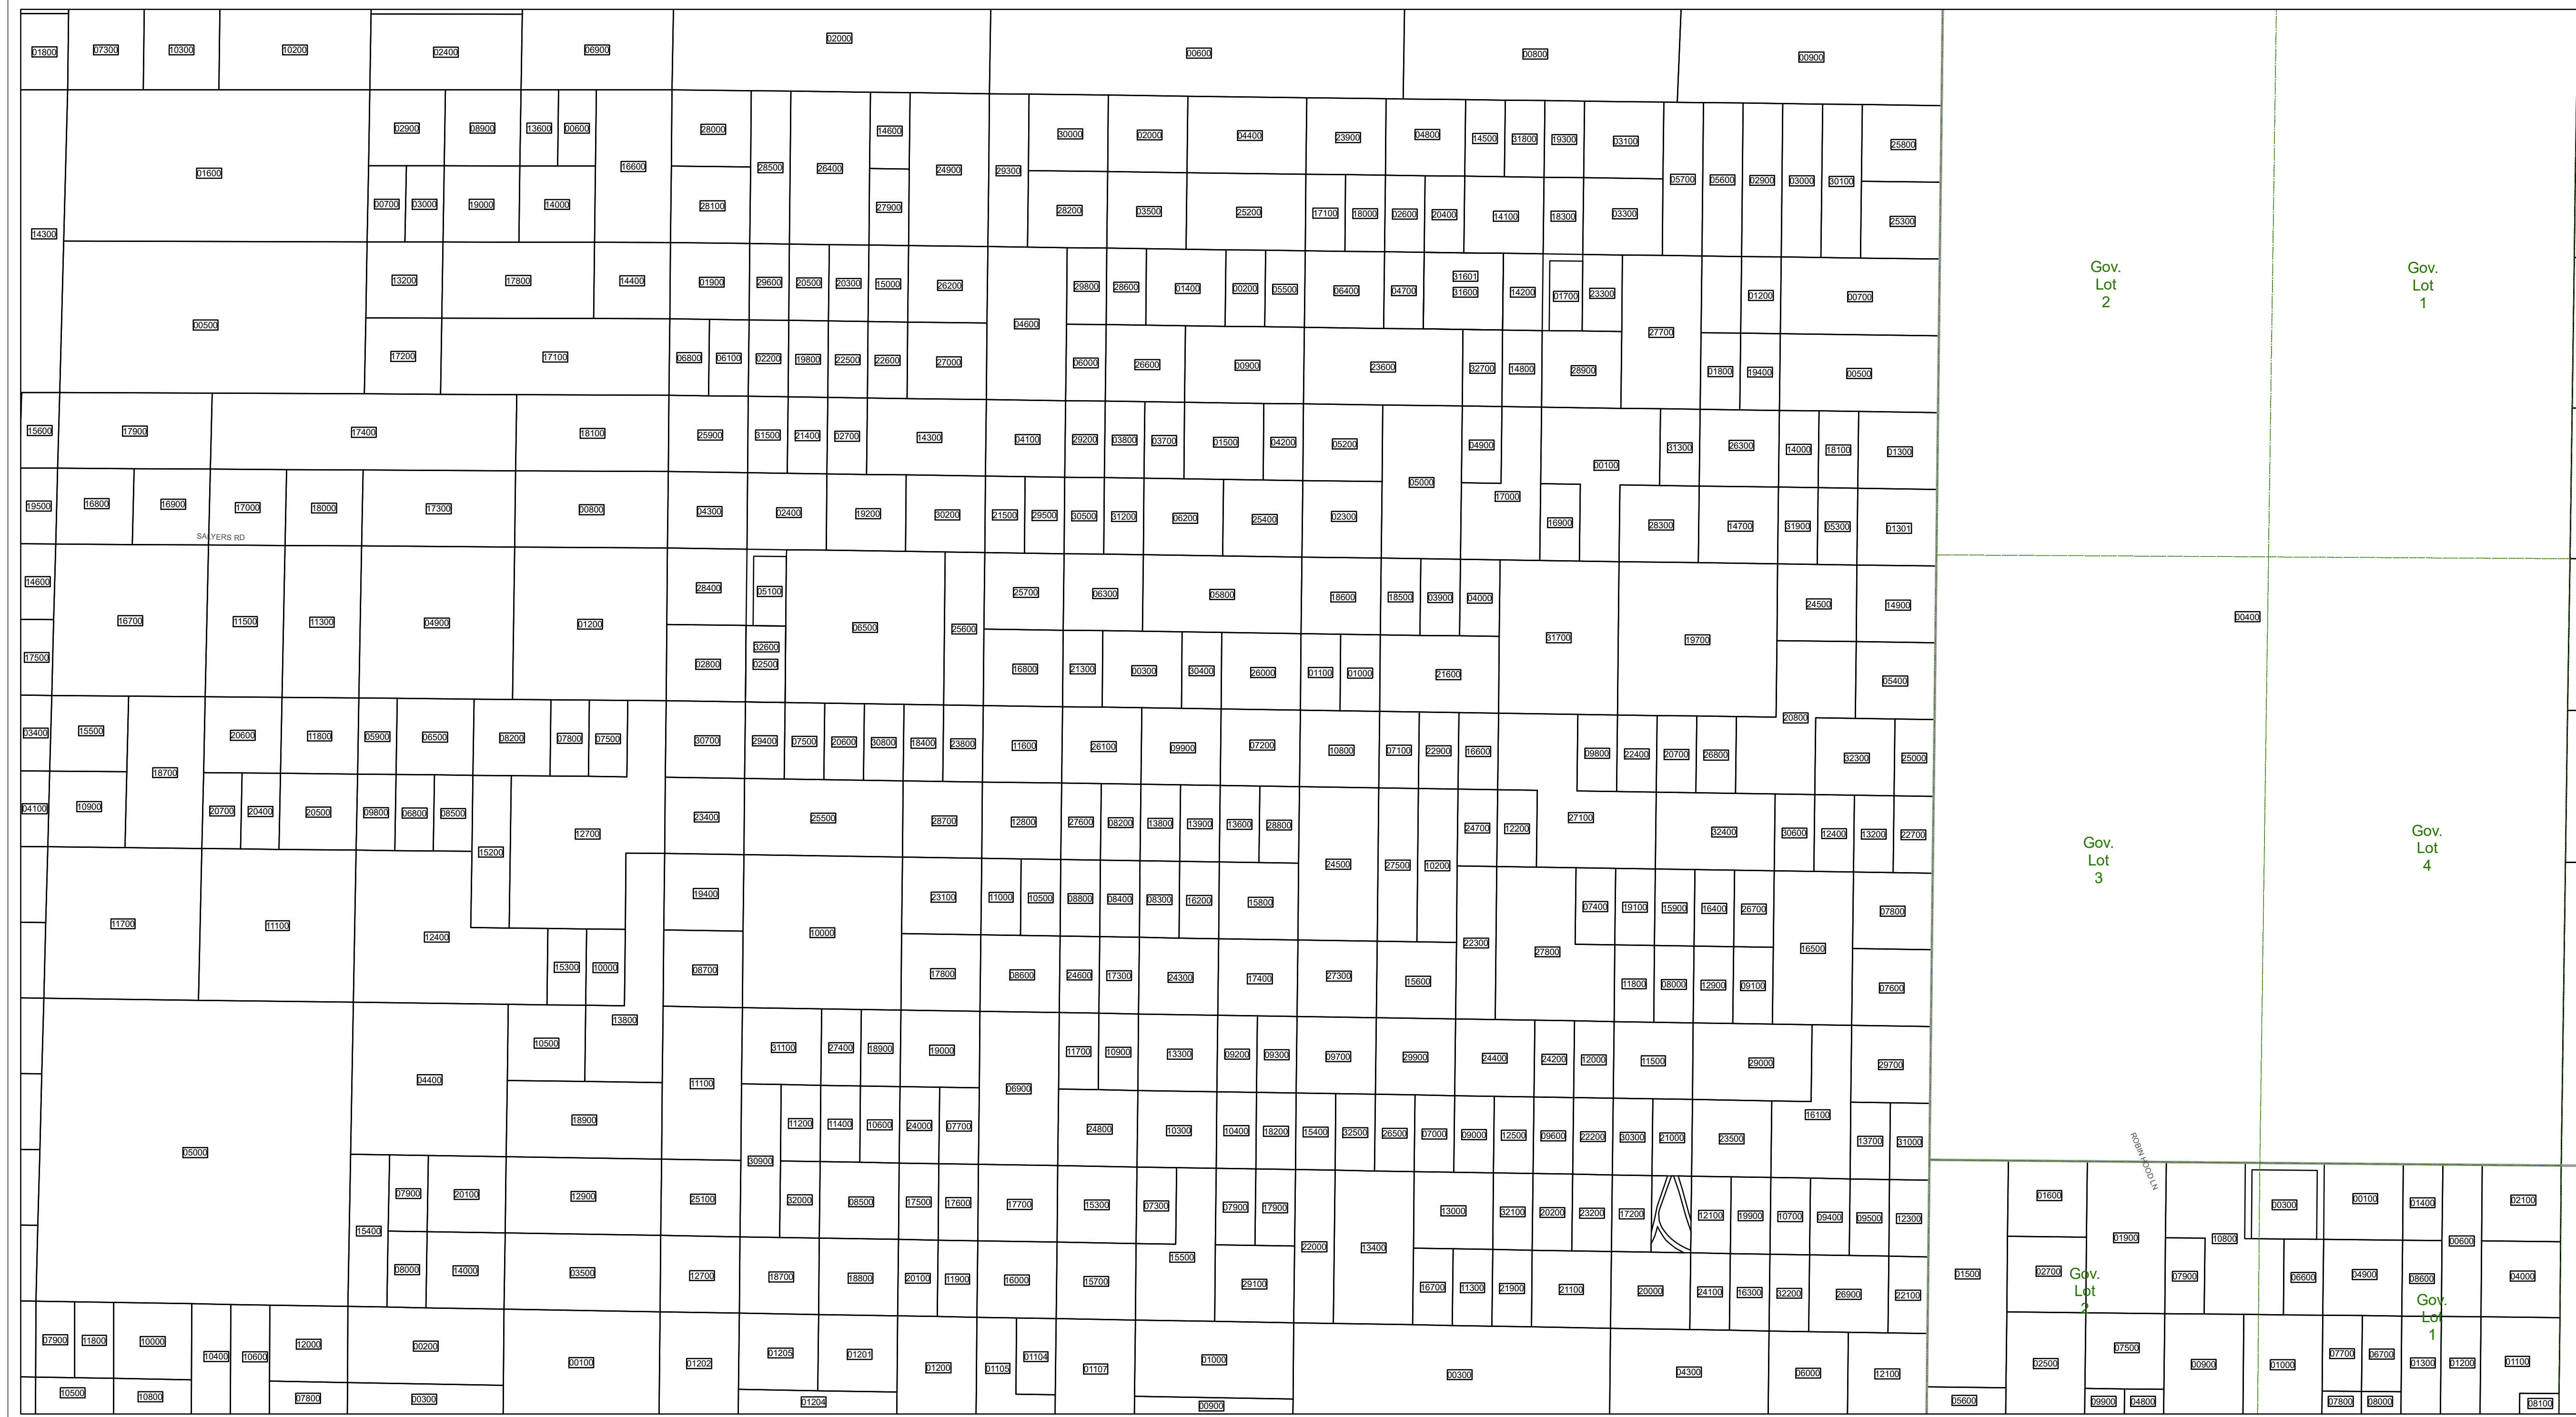 01800 07300 10300 10200 02400 06900 02000 00600 00800 00900
02900 08900 13600 00600 28000 14600 30000 02000 04400 23900 04800 14500 31800 19300 03100 25800
01600 16600 28500 26400 24900 29300 05700 05600 02900 03000 30100
00700 03000 19000 14000 28100 27900 28200 03500 25200 17100 18000 02600 20400 14100 18300 03300 25300
14300
Gov. Gov.
Lot Lot
2 1
13200 17800 14400 01900 29600 20500 20300 15000 26200 29800 28600 01400 00200 05500 06400 04700 31601 31600 14200 01700 23300 01200 00700
00500 04600 27700
17200 17100 06800 06100 02200 19800 22500 22600 27000 06000 26600 00900 23600 32700 14800 28900 01800 19400 00500
15600 17900 17400 18100 25900 31500 21400 02700 14300 04100 29200 03800 03700 01500 04200 05200 04900 31300 26300 14000 18100 01300
00100 05000 17000
19500 16800 16900 17000 18000 17300 00800 04300 02400 19200 30200 21500 29500 30500 31200 06200 25400 02300 16900 28300 14700 31900 05300 01301
SALYERS RD
14600 28400 05100 25700 06300 05800 18600 18500 03900 04000 24500 14900
00400
16700 11500 11300 04900 01200 06500 25600 31700 19700
17500 02800 32600 02500 16800 21300 00300 30400 26000 01100 01000 21600 05400
20800
03400 15500 20600 11800 05900 06500 08200 07800 07500 30700 29400 07500 20600 30800 18400 23800 11600 26100 09900 07200 10800 07100 22900 16600 09800 22400 20700 26800 32300 25000
18700
04100 10900 20700 20400 20500 09800 06800 08500 12700 23400 25500 28700 12800 27600 08200 13800 13900 13600 28800 24700 12200 27100 32400 30600 12400 13200 22700
15200 24500 27500 10200
Gov. Gov.
Lot Lot
3 4
19400 23100 11000 10500 08800 08400 08300 16200 15800 07400 19100 15900 16400 26700 07800
11700 11100 12400 10000 22300 27800 16500
15300 10000 08700 17800 08600 24600 17300 24300 17400 27300 15600 11800 08000 12900 09100 07600
13800
10500 31100 27400 18900 19000 11700 10900 13300 09200 09300 09700 29900 24400 24200 12000 11500 29000 29700
04400 11100 06900
18900 11200 11400 10600 24000 07700 24800 10300 10400 18200 15400 32500 26500 07000 09000 12500 09600 22200 30300 21000 23500 16100 13700 31000
05000 30900
ROBIN HOOD LN
07900 20100 12900 25100 32000 08500 17500 17600 17700 15300 07300 07900 17900 13000 32100 20200 23200 17200 12100 19900 10700 09400 09500 12300 01600 00300 00100 01400 02100
15400 15500 22000 13400 01900 10800 00600
08000 14000 03500 12700 18700 18800 20100 11900 16000 15700 29100 16700 11300 21900 21100 20000 24100 16300 32200 26900 22100 01500 02700 07900 06600 04900 08600 04000
Gov. Gov.
Lot Lot
2 1
07900 11800 10000 10400 10600 12000 00200 00100 01202 01205 01201 01200 01105 01104 01107 01000 00300 04300 06000 12100 02500 07500 00900 01000 07700 06700 01300 01200 01100
10500 10800 07800 00300 01204 00900 05600 09900 04800 07800 08000 08100